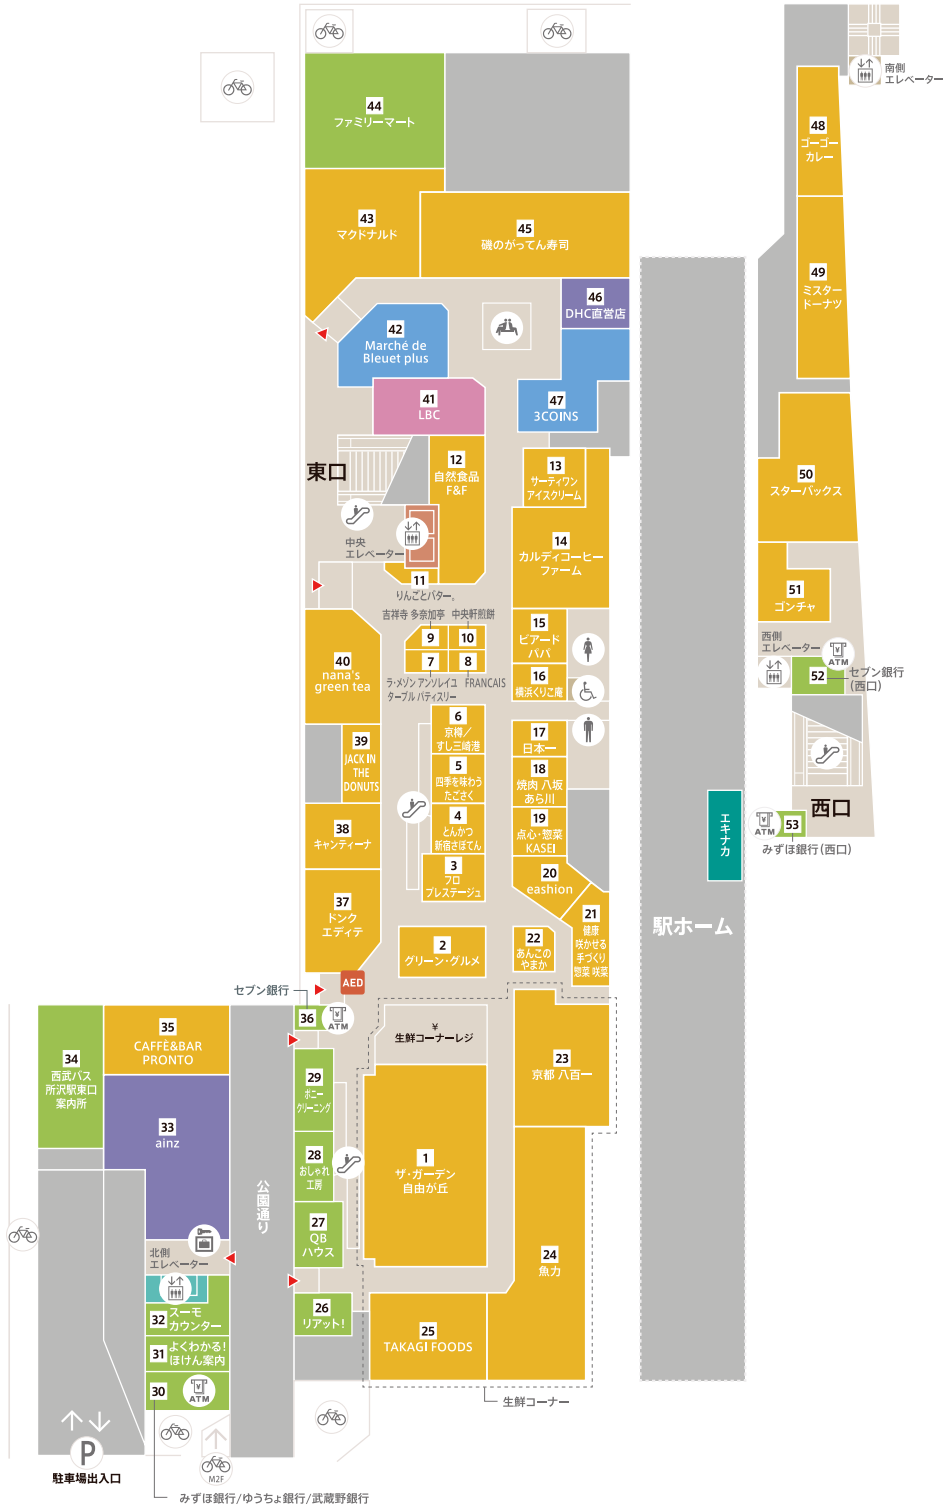 44
ファミリーマート
43
マクドナルド
45
磯のがってん寿司
46
DHC直営店
42
Marché de
Bleuet plus
41
LBC
47
3COINS
東口
12
自然食品
F&F
13
サーティワン
アイスクリーム
中央
エレベーター
14
カルディコーヒー
ファーム
11
りんごとバター。
吉祥寺 多奈加亭
中央軒煎餅
9
10
7
8
ラ・メゾン アンソレイユ
ターブル パティスリー
FRANCAIS
15
ビアード
パパ
16
横浜くりこ庵
40
nana's
green tea
39
JACK IN
THE
DONUTS
6
京樽／
すし三崎港
5
四季を味わう
たごさく
4
とんかつ
新宿さぼてん
3
フロ
プレステージュ
17
日本一
18
焼肉 八坂
あら川
19
点心・惣菜
KASEI
20
eashion
21
健康
咲かせる
手づくり
惣菜 咲菜
38
キャンティーナ
37
ドンク
エディテ
2
グリーン・グルメ
22
あんこの
やまか
AED
セブン銀行
36
ATM
¥
生鮮コーナーレジ
23
京都 八百一
35
CAFFÈ&BAR
PRONTO
34
西武バス
所沢駅東口
案内所
33
ainz
29
ポニー
クリーニング
28
おしゃれ
工房
27
QB
ハウス
26
リアット！
1
ザ・ガーデン
自由が丘
24
魚力
25
TAKAGI FOODS
生鮮コーナー
公園通り
北側
エレベーター
32
スーモ
カウンター
31
よくわかる！
ほけん案内
30
ATM
P
駐車場出入口
M2F
みずほ銀行/ゆうちょ銀行/武蔵野銀行
駅ホーム
エキナカ
南側
エレベーター
48
ゴーゴー
カレー
49
ミスター
ドーナツ
50
スターバックス
51
ゴンチャ
西側
エレベーター
ATM
52
セブン銀行
(西口)
西口
ATM
53
みずほ銀行(西口)